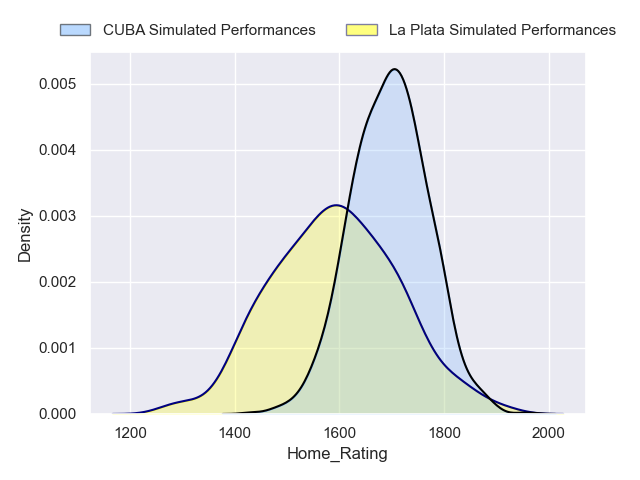 CUBA Simulated Performances La Plata Simulated Performances
0.005
0.004
0.003
0.002
0.001
0.000
Density
1200 1400 1600 1800 2000
Home_Rating